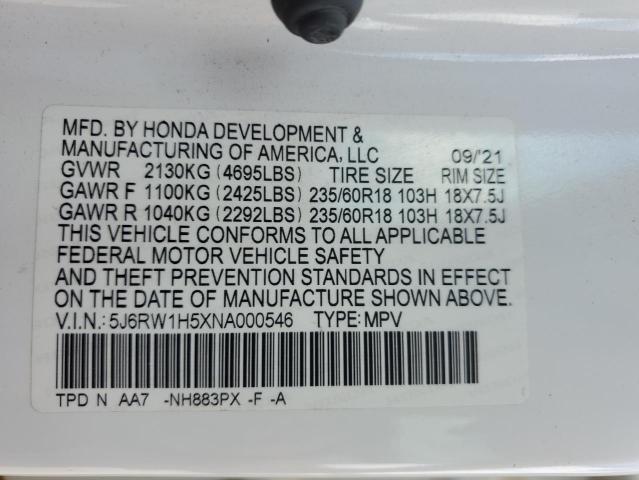 MFD. BY HONDA DEVELOPMENT &
MANUFACTURING OF AMERICA, LLC 09/'21
GVWR 2130KG (4695LBS) TIRE SIZE RIM SIZE
GAWR F 1100KG (2425LBS) 235/60R18 103H 18X7.5J
GAWR R 1040KG (2292LBS) 235/60R18 103H 18X7.5J
THIS VEHICLE CONFORMS TO ALL APPLICABLE
FEDERAL MOTOR VEHICLE SAFETY
AND THEFT PREVENTION STANDARDS IN EFFECT
ON THE DATE OF MANUFACTURE SHOWN ABOVE.
V.I.N.: 5J6RW1H5XNA000546 TYPE: MPV
TPD N AA7 -NH883PX -F -A